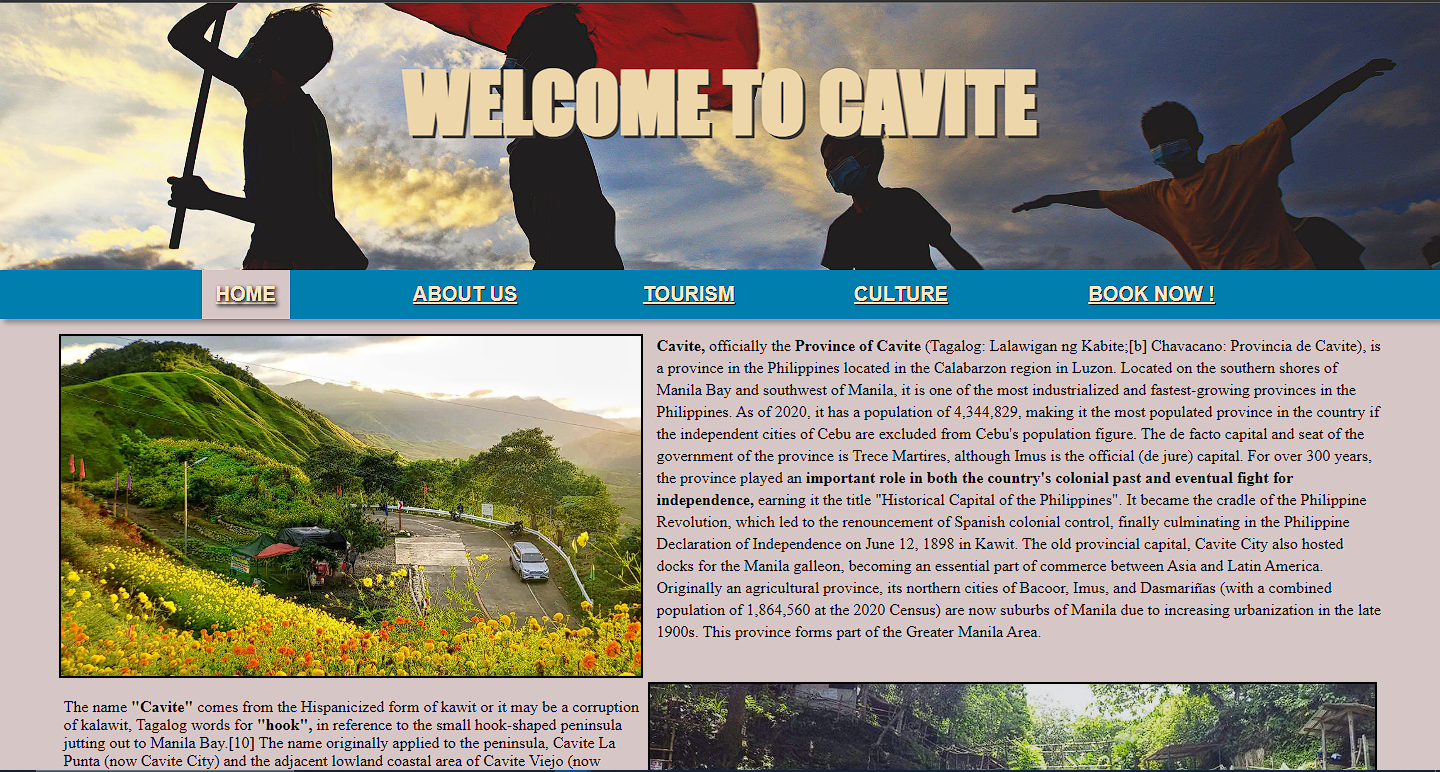 WELCOME TO CAVITE
HOME
ABOUT US
TOURISM
CULTURE
BOOK NOW !
Cavite, officially the Province of Cavite (Tagalog: Lalawigan ng Kabite;[b] Chavacano: Provincia de Cavite), is
a province in the Philippines located in the Calabarzon region in Luzon. Located on the southern shores of
Manila Bay and southwest of Manila, it is one of the most industrialized and fastest-growing provinces in the
Philippines. As of 2020, it has a population of 4,344,829, making it the most populated province in the country if
the independent cities of Cebu are excluded from Cebu's population figure. The de facto capital and seat of the
government of the province is Trece Martires, although Imus is the official (de jure) capital. For over 300 years,
the province played an important role in both the country's colonial past and eventual fight for
independence, earning it the title "Historical Capital of the Philippines". It became the cradle of the Philippine
Revolution, which led to the renouncement of Spanish colonial control, finally culminating in the Philippine
Declaration of Independence on June 12, 1898 in Kawit. The old provincial capital, Cavite City also hosted
docks for the Manila galleon, becoming an essential part of commerce between Asia and Latin America.
Originally an agricultural province, its northern cities of Bacoor, Imus, and Dasmariñas (with a combined
population of 1,864,560 at the 2020 Census) are now suburbs of Manila due to increasing urbanization in the late
1900s. This province forms part of the Greater Manila Area.
The name "Cavite" comes from the Hispanicized form of kawit or it may be a corruption
of kalawit, Tagalog words for "hook", in reference to the small hook-shaped peninsula
jutting out to Manila Bay.[10] The name originally applied to the peninsula, Cavite La
Punta (now Cavite City) and the adjacent lowland coastal area of Cavite Viejo (now